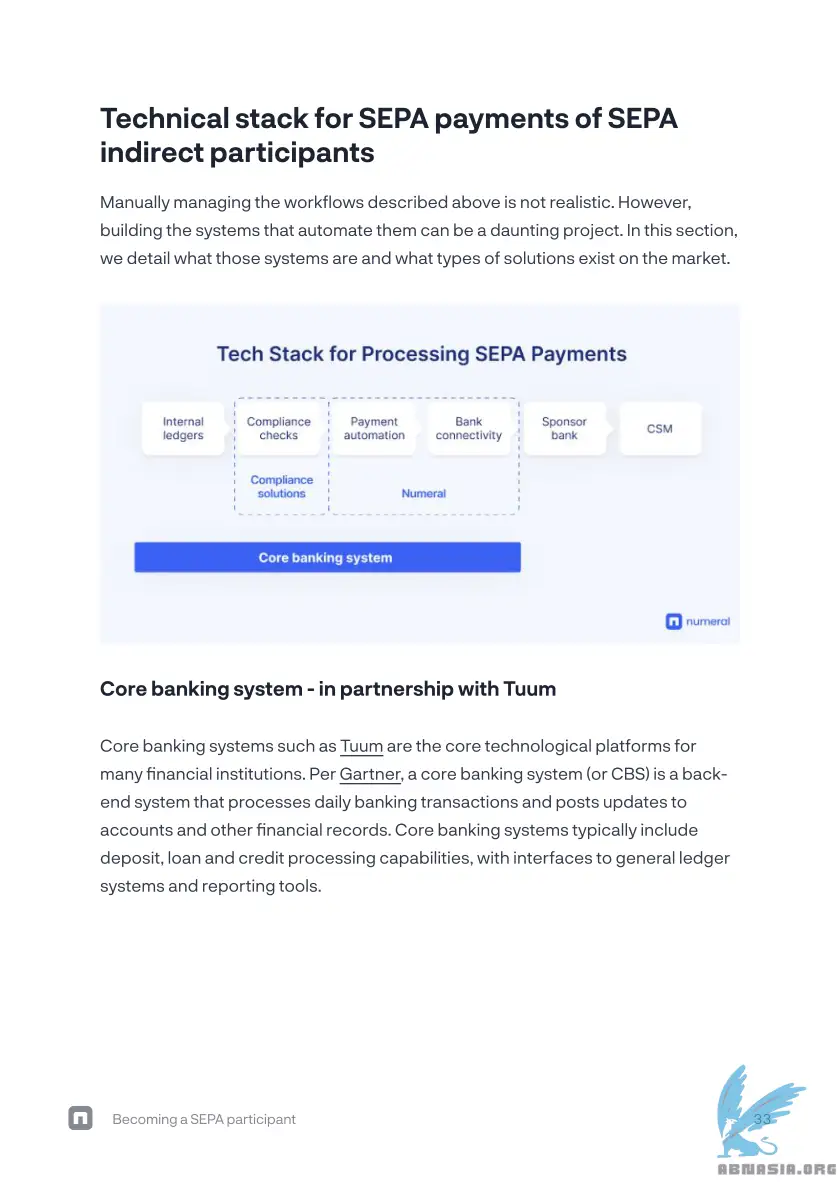 Technical stack for SEPA payments of SEPA
indirect participants
Manually managing the workflows described above is not realistic. However,
building the systems that automate them can be a daunting project. In this section,
we detail what those systems are and what types of solutions exist on the market.
Tech Stack for Processing SEPA Payments
Internal
ledgers
Compliance
checks
Payment
automation
Bank
connectivity
Sponsor
bank
CSM
Compliance
solutions
Numeral
Core banking system
numeral
Core banking system - in partnership with Tuum
Core banking systems such as Tuum are the core technological platforms for
many financial institutions. Per Gartner, a core banking system (or CBS) is a back-
end system that processes daily banking transactions and posts updates to
accounts and other financial records. Core banking systems typically include
deposit, loan and credit processing capabilities, with interfaces to general ledger
systems and reporting tools.
Becoming a SEPA participant
33
ABNASIA.ORG